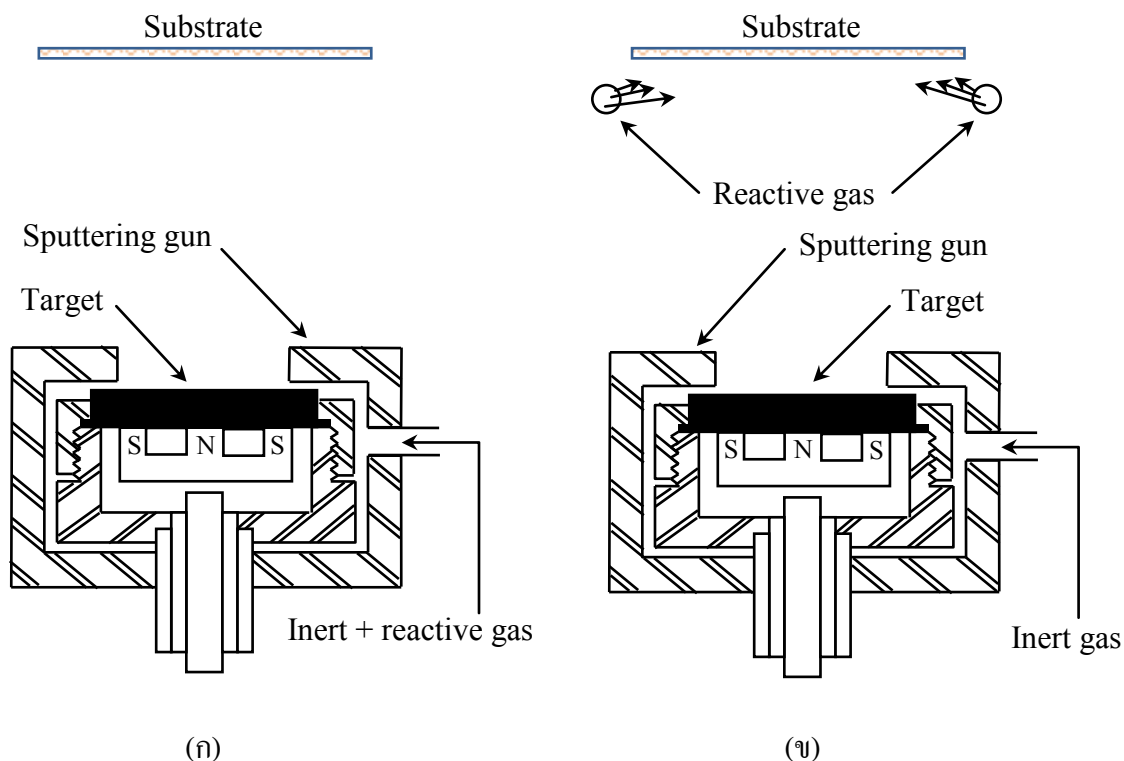 Substrate
Sputtering gun
Target
S N S
Inert + reactive gas
(ก)
Substrate
Reactive gas
Sputtering gun
Target
S N S
Inert gas
(ข)